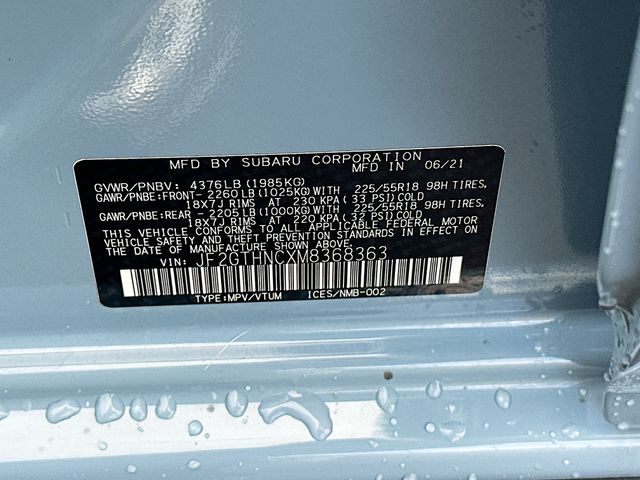 MFD BY SUBARU CORPORATION MFD IN 06/21
GVWR/PNBV: 4376LB (1985KG)
GAWR/PNBE:FRONT- 2260LB (1025KG) WITH 225/55R18 98H TIRES,
18X7J RIMS AT 230 KPA (33 PSI) COLD
GAWR/PNBE:REAR - 2205LB (1000KG) WITH 225/55R18 98H TIRES,
18X7J RIMS AT 220 KPA (32 PSI) COLD
THIS VEHICLE CONFORMS TO ALL APPLICABLE FEDERAL MOTOR
VEHICLE SAFETY AND THEFT PREVENTION STANDARDS IN EFFECT ON
THE DATE OF MANUFACTURE SHOWN ABOVE.
VIN: JF2GTHNCXM8368363
TYPE:MPV/VTUM ICES/NMB-002